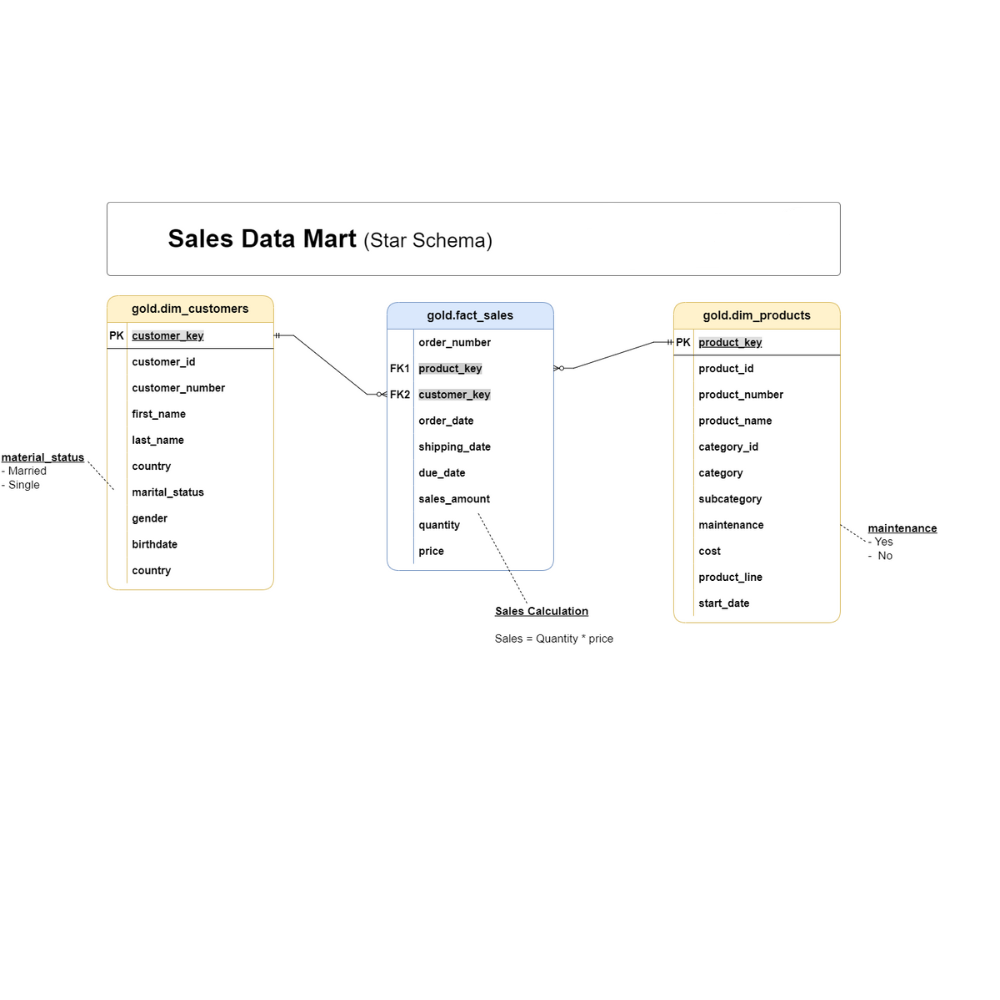 Sales Data Mart (Star Schema)
gold.dim_customers
PK customer_key
customer_id
customer_number
first_name
last_name
country
marital_status
gender
birthdate
country
material_status
- Married
- Single
gold.fact_sales
order_number
FK1 product_key
FK2 customer_key
order_date
shipping_date
due_date
sales_amount
quantity
price
Sales Calculation
Sales = Quantity * price
gold.dim_products
PK product_key
product_id
product_number
product_name
category_id
category
subcategory
maintenance
cost
product_line
start_date
maintenance
- Yes
- No